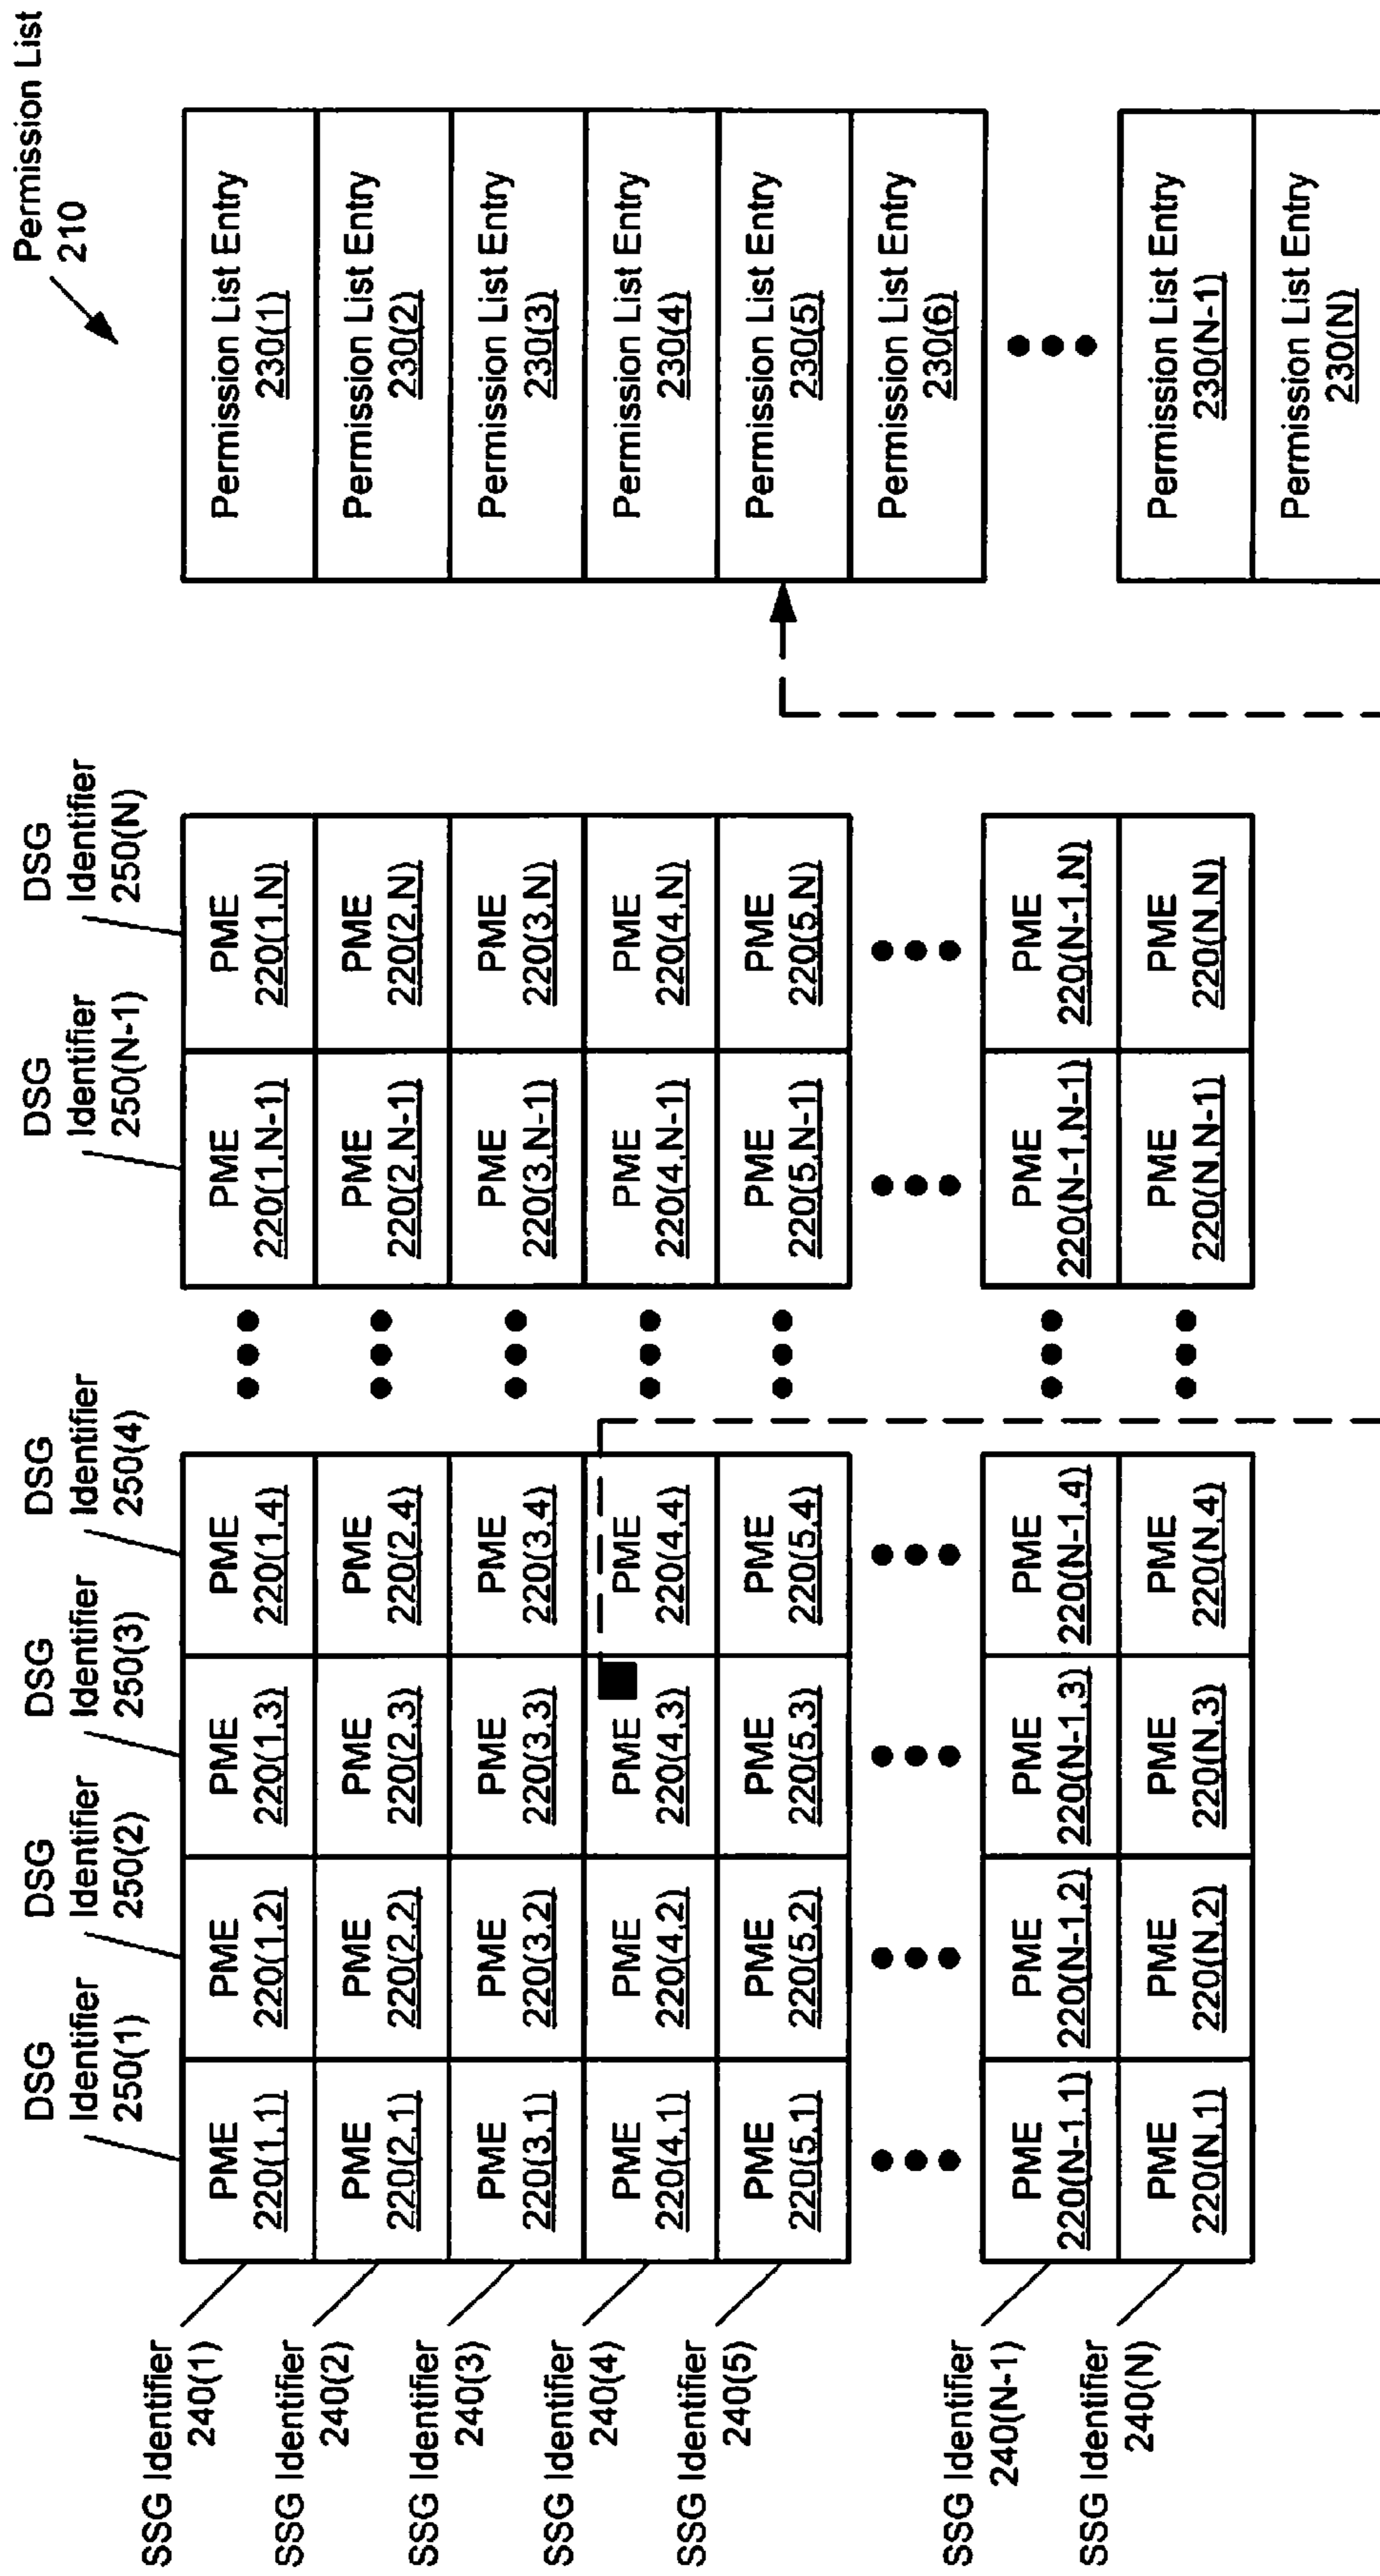 Permission List
210
DSG
Identifier
250(1)
DSG
Identifier
250(2)
DSG
Identifier
250(3)
DSG
Identifier
250(4)
DSG
Identifier
250(N-1)
DSG
Identifier
250(N)
SSG Identifier
240(1)
PME
220(1,1)
PME
220(1,2)
PME
220(1,3)
PME
220(1,4)
PME
220(1,N-1)
PME
220(1,N)
Permission List Entry
230(1)
SSG Identifier
240(2)
PME
220(2,1)
PME
220(2,2)
PME
220(2,3)
PME
220(2,4)
PME
220(2,N-1)
PME
220(2,N)
Permission List Entry
230(2)
SSG Identifier
240(3)
PME
220(3,1)
PME
220(3,2)
PME
220(3,3)
PME
220(3,4)
PME
220(3,N-1)
PME
220(3,N)
Permission List Entry
230(3)
SSG Identifier
240(4)
PME
220(4,1)
PME
220(4,2)
PME
220(4,3)
PME
220(4,4)
PME
220(4,N-1)
PME
220(4,N)
Permission List Entry
230(4)
SSG Identifier
240(5)
PME
220(5,1)
PME
220(5,2)
PME
220(5,3)
PME
220(5,4)
PME
220(5,N-1)
PME
220(5,N)
Permission List Entry
230(5)
Permission List Entry
230(6)
SSG Identifier
240(N-1)
PME
220(N-1,1)
PME
220(N-1,2)
PME
220(N-1,3)
PME
220(N-1,4)
PME
220(N-1,N-1)
PME
220(N-1,N)
Permission List Entry
230(N-1)
SSG Identifier
240(N)
PME
220(N,1)
PME
220(N,2)
PME
220(N,3)
PME
220(N,4)
PME
220(N,N-1)
PME
220(N,N)
Permission List Entry
230(N)